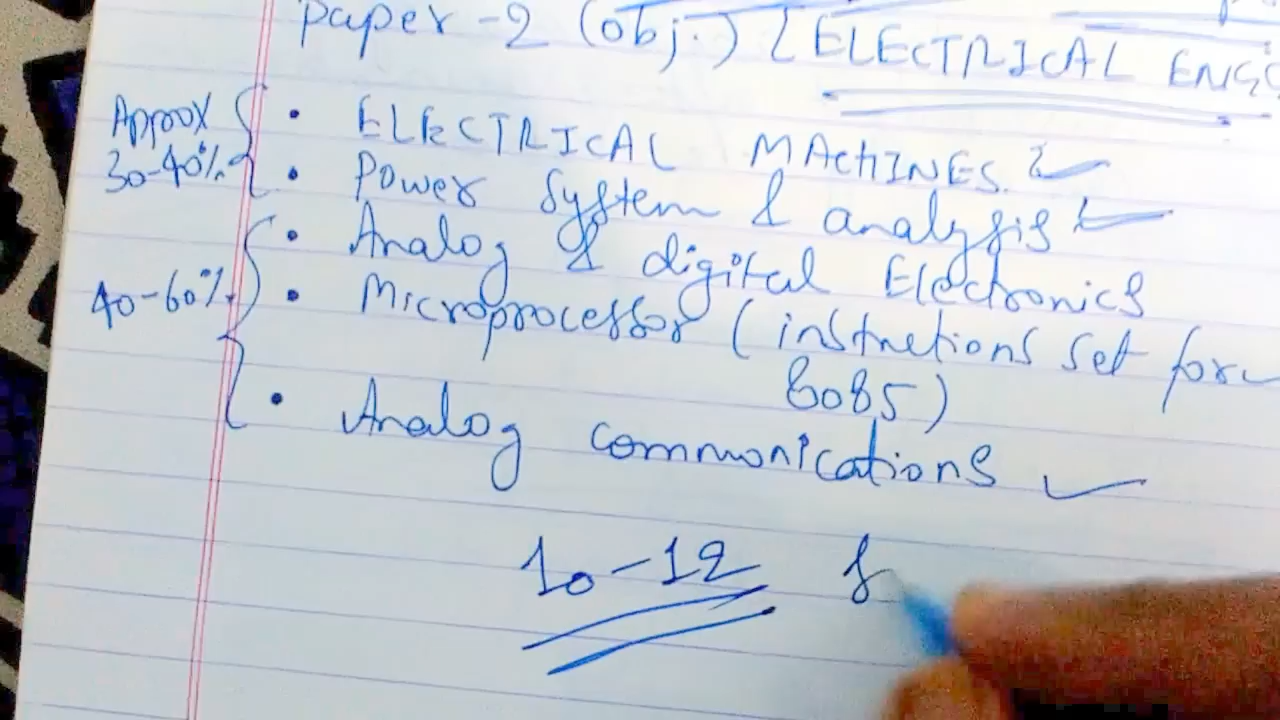 Paper-2 (obj.) (ELECTRICAL ENGG
Approx 30-40%
• ELECTRICAL MACHINES.
• Power system & analysis
40-60%
• Analog & digital Electronics
• Microprocessor (instructions set for
8085)
• Analog communications
10-12